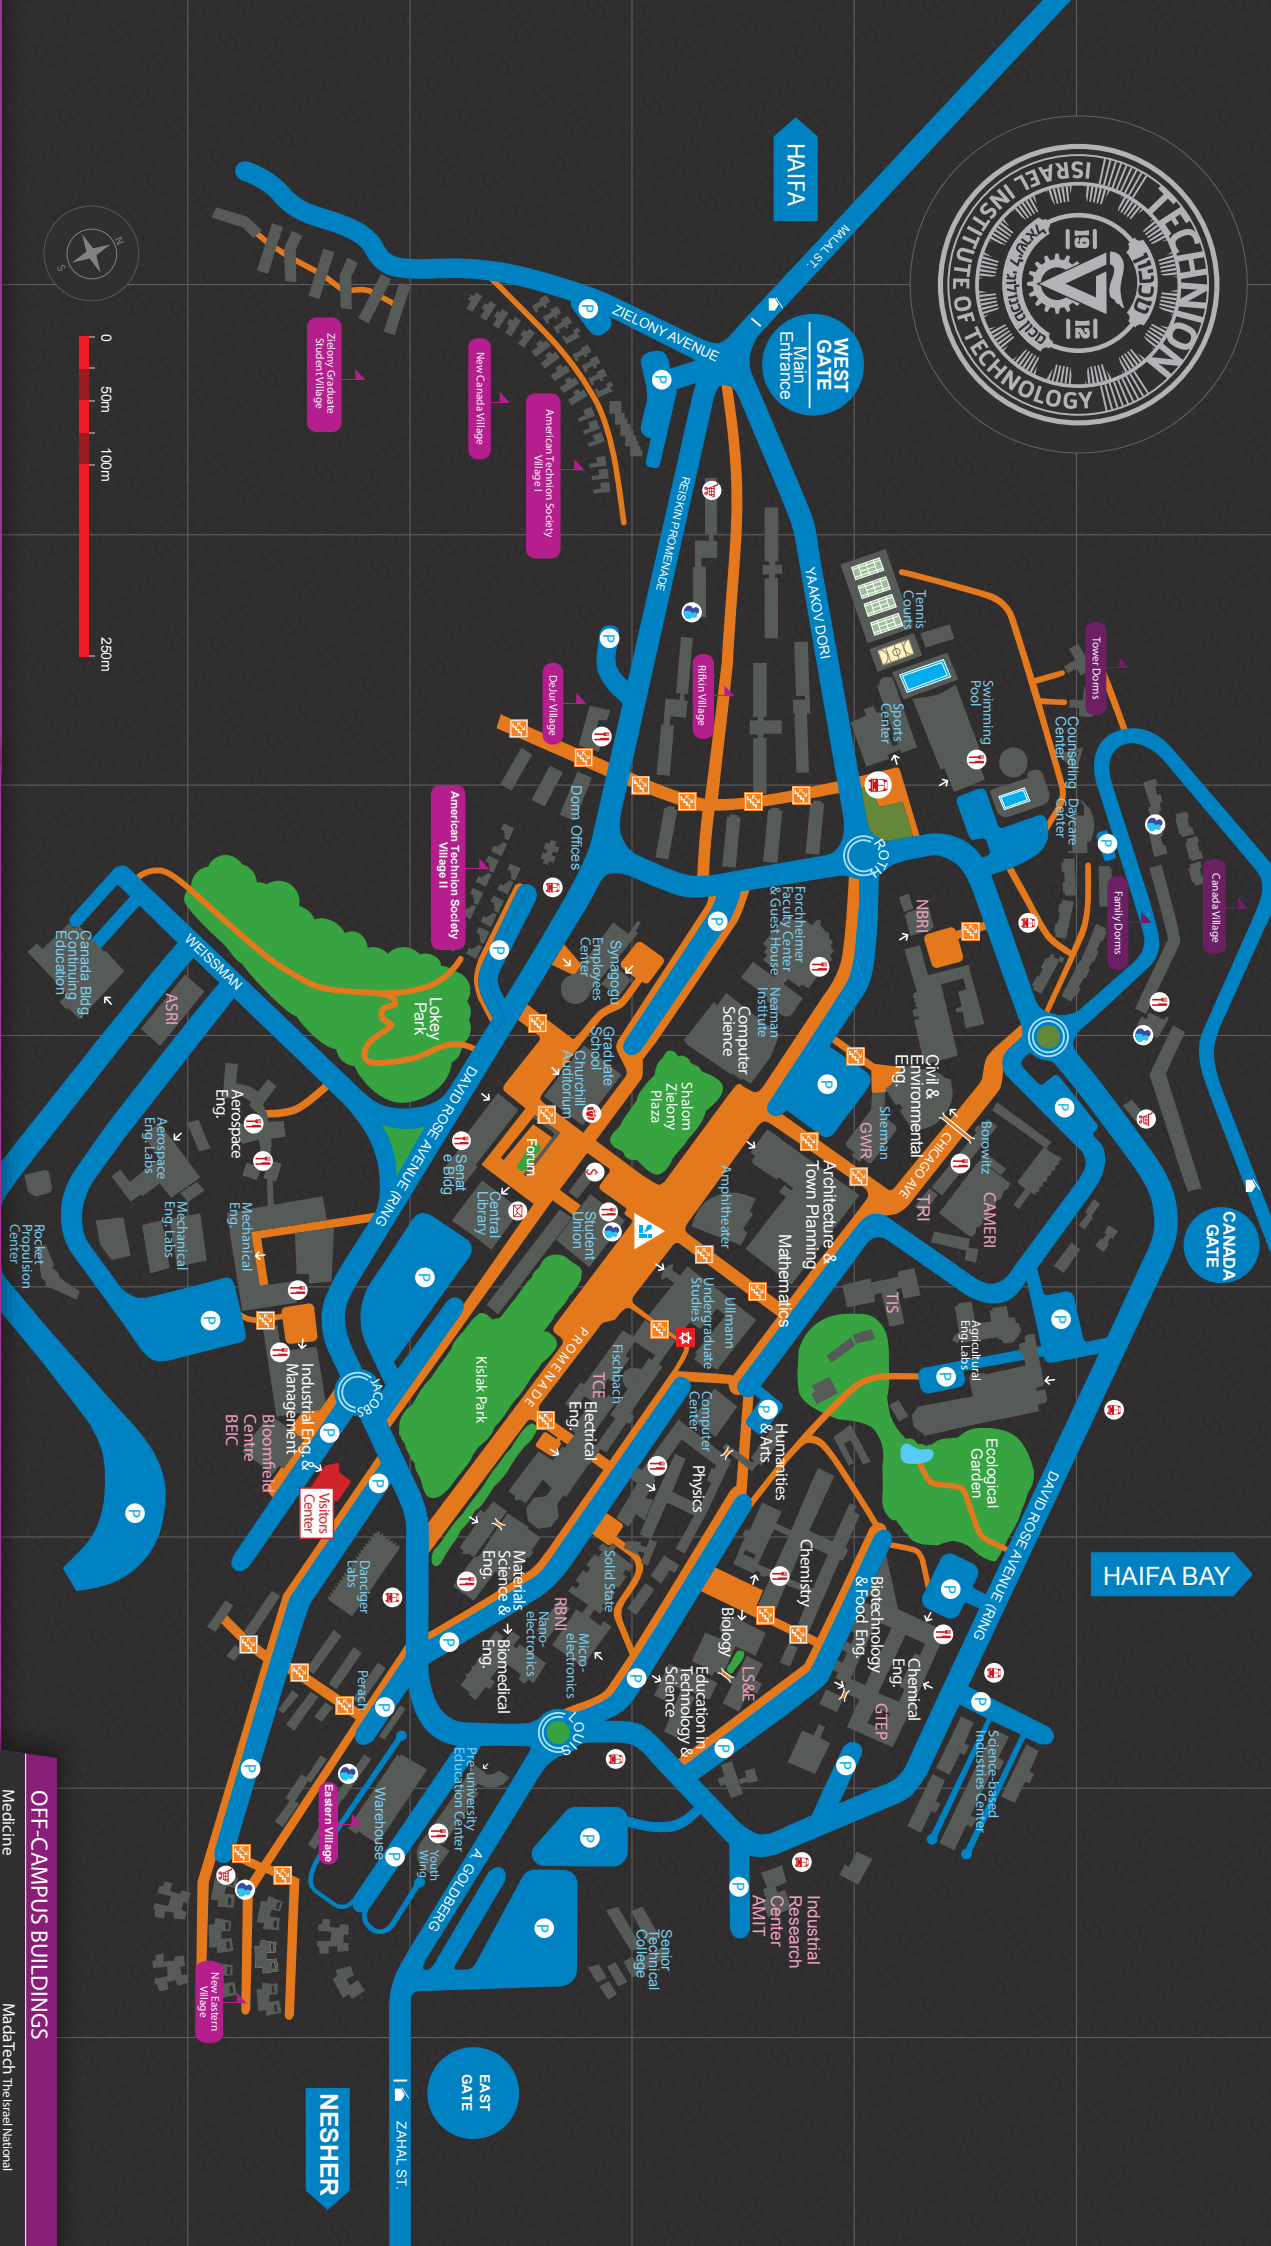 TECHNION
ISRAEL INSTITUTE OF TECHNOLOGY
הטכניון
מכון טכנולוגי לישראל
19
12
HAIFA
MALAL ST.
WEST
GATE
Main
Entrance
ZIELONY AVENUE
N
S
0
50m
100m
250m
Zielony Graduate
Student Village
New Canada Village
American Technion Society
Village I
REISKIN PROMENADE
YAAKOV DORI
Tennis
Courts
Swimming
Pool
Sports
Center
Tower Dorms
Counseling
Center
Daycare
Center
Canada Village
Family Dorms
Rifkin Village
DeJur Village
Dorm Offices
American Technion Society
Village II
ROTH
NBRI
Forchheimer
Faculty Center
& Guest House
Neaman
Institute
Computer
Science
Synagogu
Employees
Center
Graduate
School
Churchill
Auditorium
Lokey
Park
WEISSMAN
Canada Bldg.
Continuing
Education
ASRI
Shalom
Zielony
Plaza
DAVID ROSE AVENUE (RING
Civil &
Environmental
Eng.
Sherman
GWR
Borowitz
CHICAGO AVE
TRI
CAMERI
CANADA
GATE
Aerospace
Eng.
Aerospace
Eng. Labs
Mechanical
Eng.
Mechanical
Eng. Labs
Rocket
Propulsion
Center
Forum
Senat
e Bldg
Central
Library
Student
Union
Amphitheater
Architecture &
Town Planning
Mathematics
Ullmann
Undergraduate
Studies
TIS
Agricultural
Eng. Labs
PROMENADE
Kislak Park
Fischbach
TCE
Electrical
Eng.
Computer
Center
Humanities
& Arts
Physics
Ecological
Garden
DAVID ROSE AVENUE (RING
HAIFA BAY
JACOBS
Industrial Eng. &
Management
Bloomfield
Centre
BEIC
Visitors
Center
Danciger
Labs
Perach
Materials
Science &
Eng.
Biomedical
Eng.
Solid State
RBNI
Nano-
electronics
Micro-
electronics
Chemistry
Biology
LS&E
Education in
Technology &
Science
Biotechnology
& Food Eng.
Chemical
Eng.
GTEP
Science-based
Industries Center
LOUIS
Pre-university
Education Center
Youth
Wing
Warehouse
Eastern Village
A. GOLDBERG
Industrial
Research
Center
AMIT
Senior
Technical
College
New Eastern
Village
EAST
GATE
NESHER
ZAHAL ST.
OFF-CAMPUS BUILDINGS
Medicine
MadaTech The Israel National